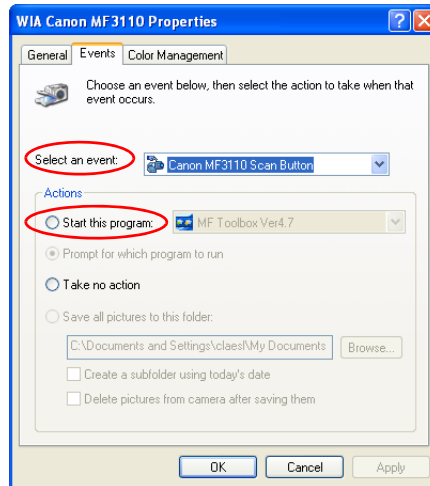 WIA Canon MF3110 Properties
General Events Color Management
Choose an event below, then select the action to take when that
event occurs.
Select an event: Canon MF3110 Scan Button
Actions
Start this program: MF Toolbox Ver4.7
Prompt for which program to run
Take no action
Save all pictures to this folder:
C:\Documents and Settings\claesl\My Documents Browse...
Create a subfolder using today's date
Delete pictures from camera after saving them
OK Cancel Apply